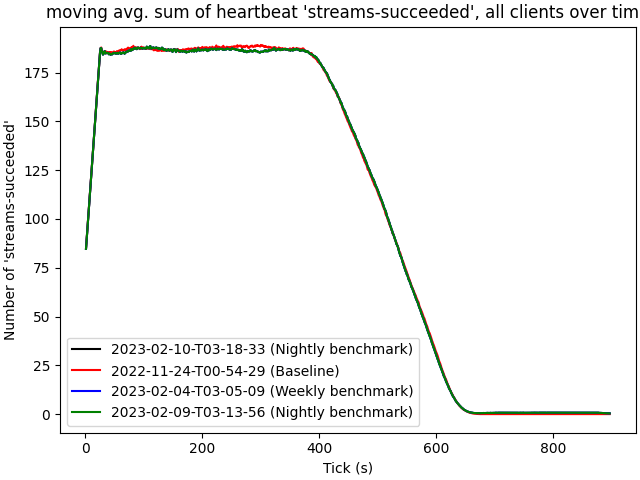 moving avg. sum of heartbeat 'streams-succeeded', all clients over tim
Number of 'streams-succeeded'
175
150
125
100
75
50
25
0
2023-02-10-T03-18-33 (Nightly benchmark)
2022-11-24-T00-54-29 (Baseline)
2023-02-04-T03-05-09 (Weekly benchmark)
2023-02-09-T03-13-56 (Nightly benchmark)
0 200 400 600 800
Tick (s)